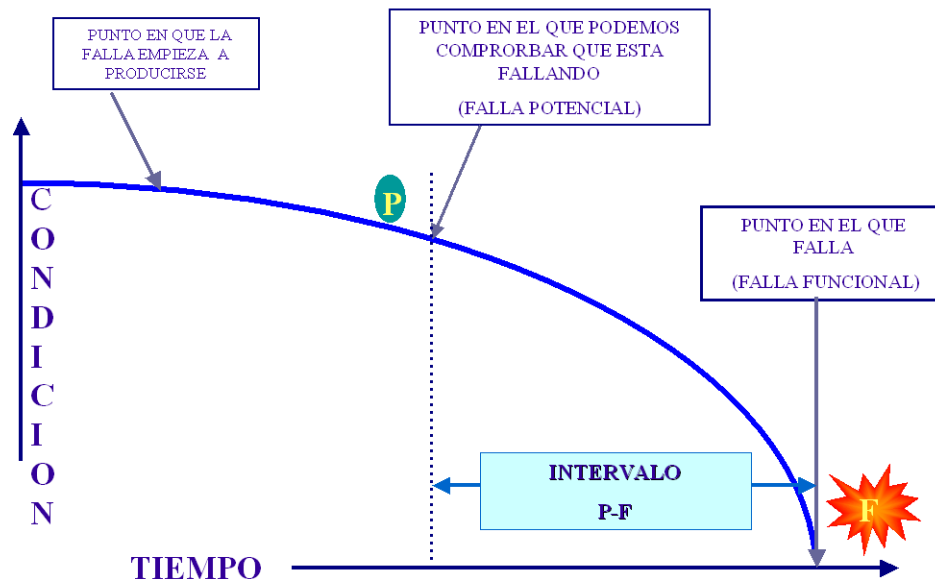 PUNTO EN QUE LA
FALLA EMPIEZA A
PRODUCIRSE
PUNTO EN EL QUE PODEMOS
COMPRORBAR QUE ESTA
FALLANDO
(FALLA POTENCIAL)
CONDICION
P
PUNTO EN EL QUE
FALLA
(FALLA FUNCIONAL)
INTERVALO
P-F
F
TIEMPO